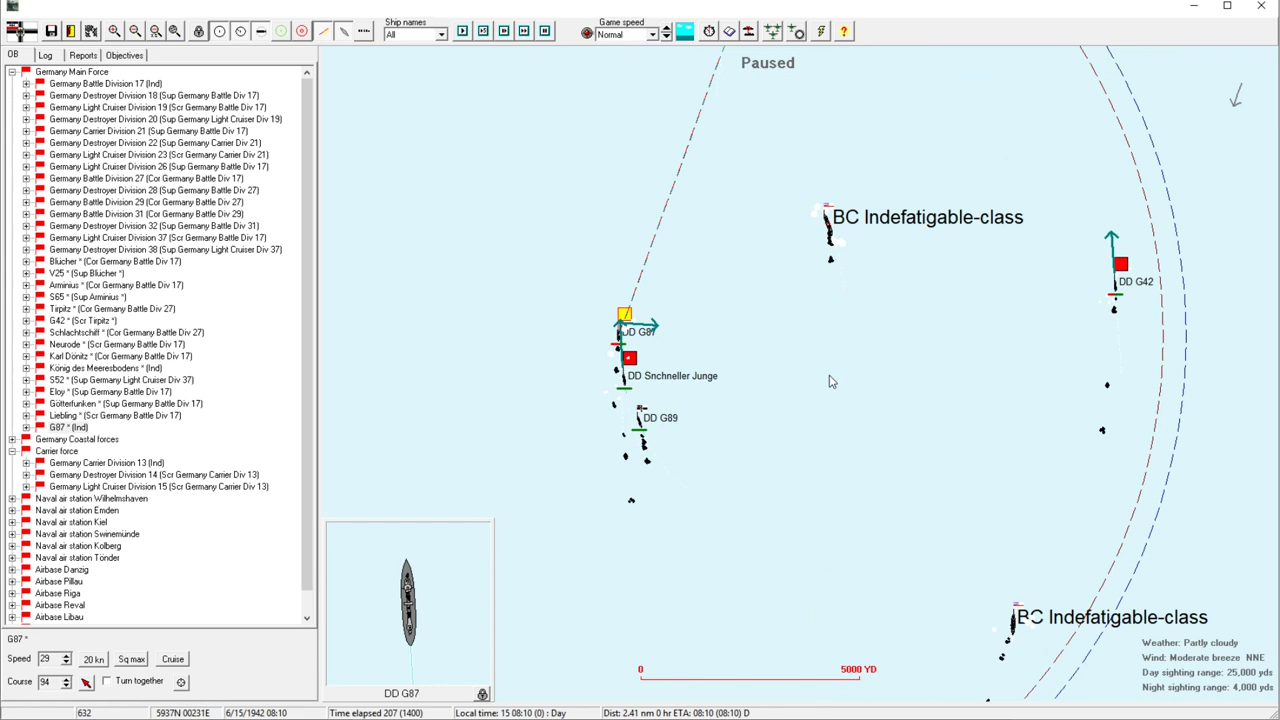 Ship names
Game speed
All
Normal
OB Log Reports Objectives
Germany Main Force
Germany Battle Division 17 (Ind)
Germany Destroyer Division 18 (Sup Germany Battle Div 17)
Germany Light Cruiser Division 19 (Scr Germany Battle Div 17)
Germany Destroyer Division 20 (Sup Germany Light Cruiser Div 19)
Germany Carrier Division 21 (Sup Germany Battle Div 17)
Germany Destroyer Division 22 (Sup Germany Carrier Div 21)
Germany Light Cruiser Division 23 (Scr Germany Carrier Div 21)
Germany Light Cruiser Division 26 (Sup Germany Battle Div 17)
Germany Battle Division 27 (Cor Germany Battle Div 17)
Germany Destroyer Division 28 (Sup Germany Battle Div 27)
Germany Battle Division 29 (Cor Germany Battle Div 27)
Germany Battle Division 31 (Cor Germany Battle Div 29)
Germany Destroyer Division 32 (Sup Germany Battle Div 31)
Germany Light Cruiser Division 37 (Scr Germany Battle Div 17)
Germany Destroyer Division 38 (Sup Germany Light Cruiser Div 37)
Blücher * (Cor Germany Battle Div 17)
V25 * (Sup Blücher *)
Arminius * (Cor Germany Battle Div 17)
S65 * (Sup Arminius *)
Tirpitz * (Cor Germany Battle Div 27)
G42 * (Scr Tirpitz *)
Schlachtschiff * (Cor Germany Battle Div 27)
Neurode * (Scr Germany Battle Div 17)
Karl Dönitz * (Cor Germany Battle Div 17)
König des Meeresbodens * (Ind)
S52 * (Sup Germany Light Cruiser Div 37)
Eloy * (Sup Germany Battle Div 17)
Götterfunken * (Sup Germany Battle Div 17)
Liebling * (Scr Germany Battle Div 17)
G87 * (Ind)
Germany Coastal forces
Carrier force
Germany Carrier Division 13 (Ind)
Germany Destroyer Division 14 (Scr Germany Carrier Div 13)
Germany Light Cruiser Division 15 (Scr Germany Carrier Div 13)
Naval air station Wilhelmshaven
Naval air station Emden
Naval air station Kiel
Naval air station Swinemünde
Naval air station Kolberg
Naval air station Tönder
Airbase Danzig
Airbase Pillau
Airbase Riga
Airbase Reval
Airbase Libau
G87 *
Speed 29 20 kn Sq max Cruise
Course 94 Turn together
Paused
BC Indefatigable-class
DD G42
DD G87
DD Snchneller Junge
DD G89
BC Indefatigable-class
DD G87
0 5000 YD
Weather: Partly cloudy
Wind: Moderate breeze NNE
Day sighting range: 25,000 yds
Night sighting range: 4,000 yds
632 5937N 00231E 6/15/1942 08:10 Time elapsed 207 (1400) Local time: 15 08:10 (0) : Day Dist: 2.41 nm 0 hr ETA: 08:10 (08:10) D